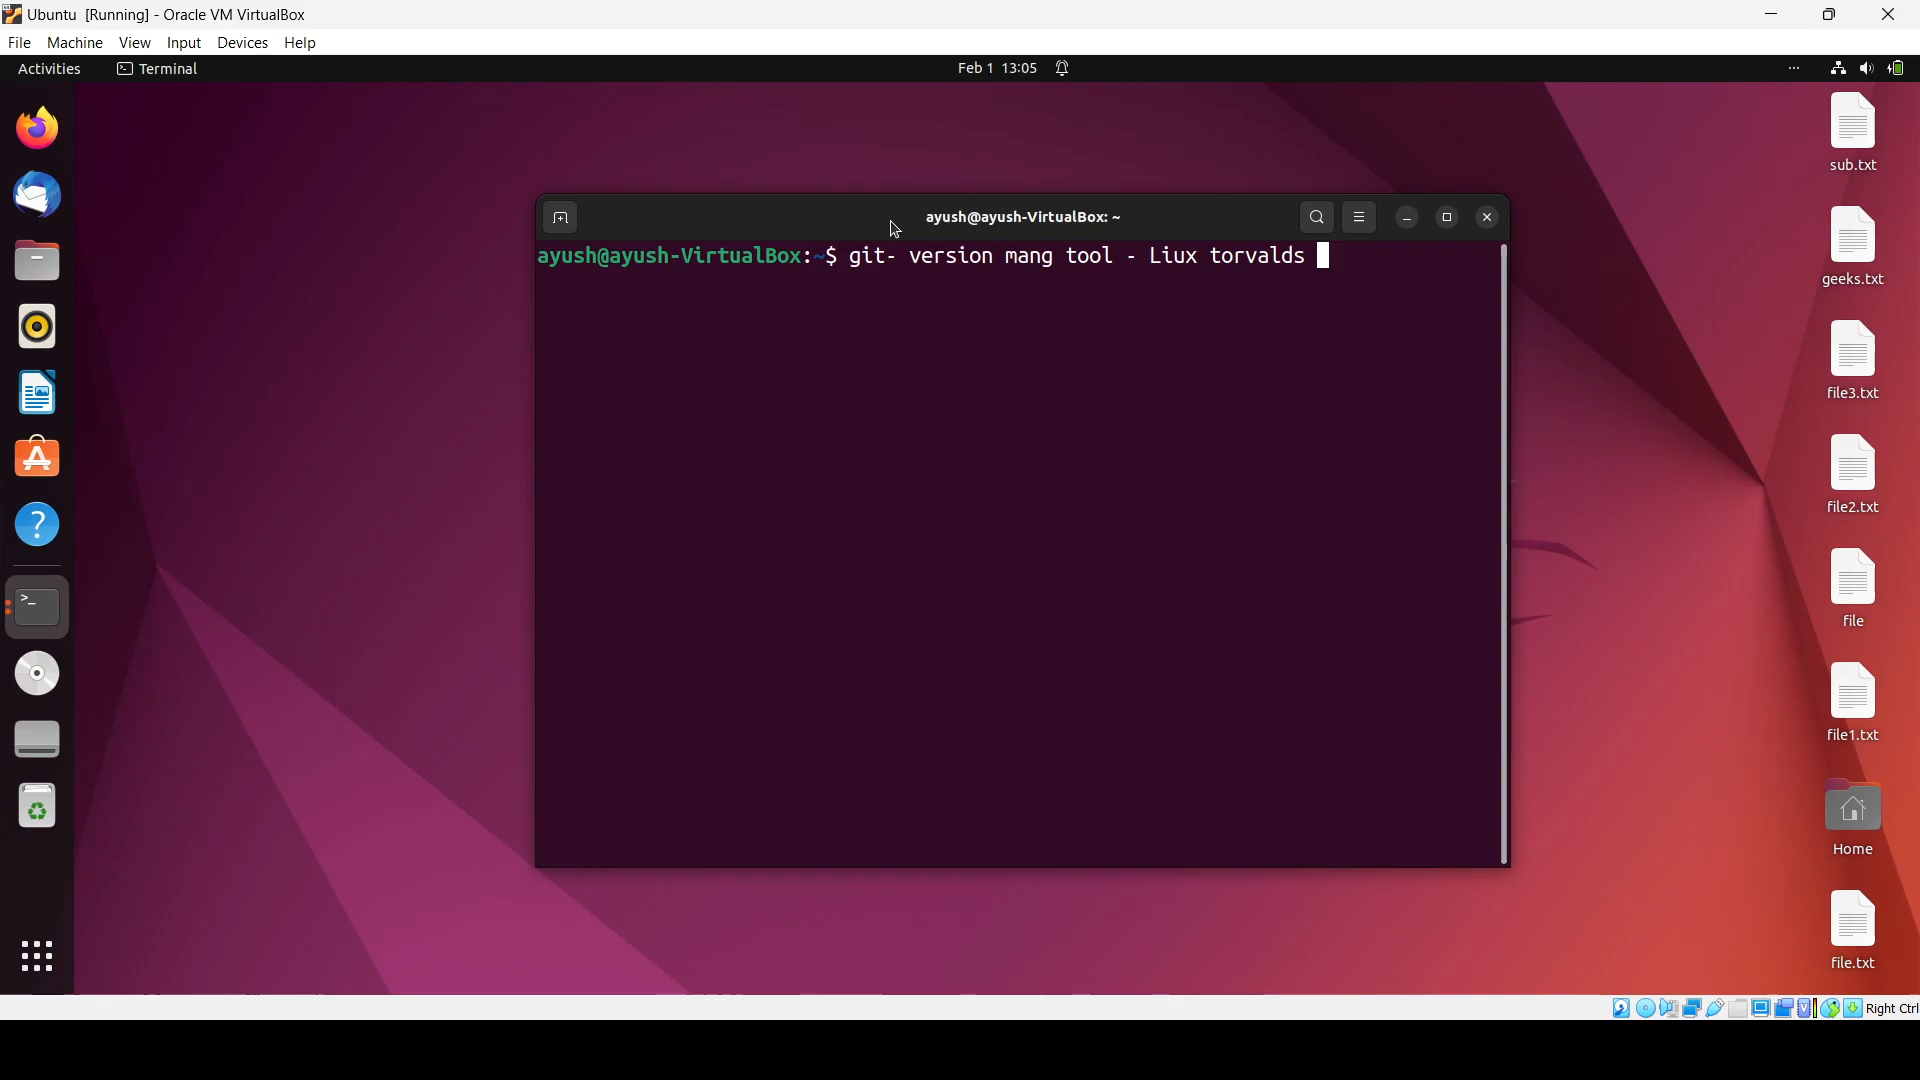 Ubuntu [Running] - Oracle VM VirtualBox
File Machine View Input Devices Help
Activities Terminal Feb 1 13:05
sub.txt
ayush@ayush-VirtualBox: ~
ayush@ayush-VirtualBox:~$ git- version mang tool - Liux torvalds
geeks.txt
file3.txt
file2.txt
file
file1.txt
Home
file.txt
Right Ctrl